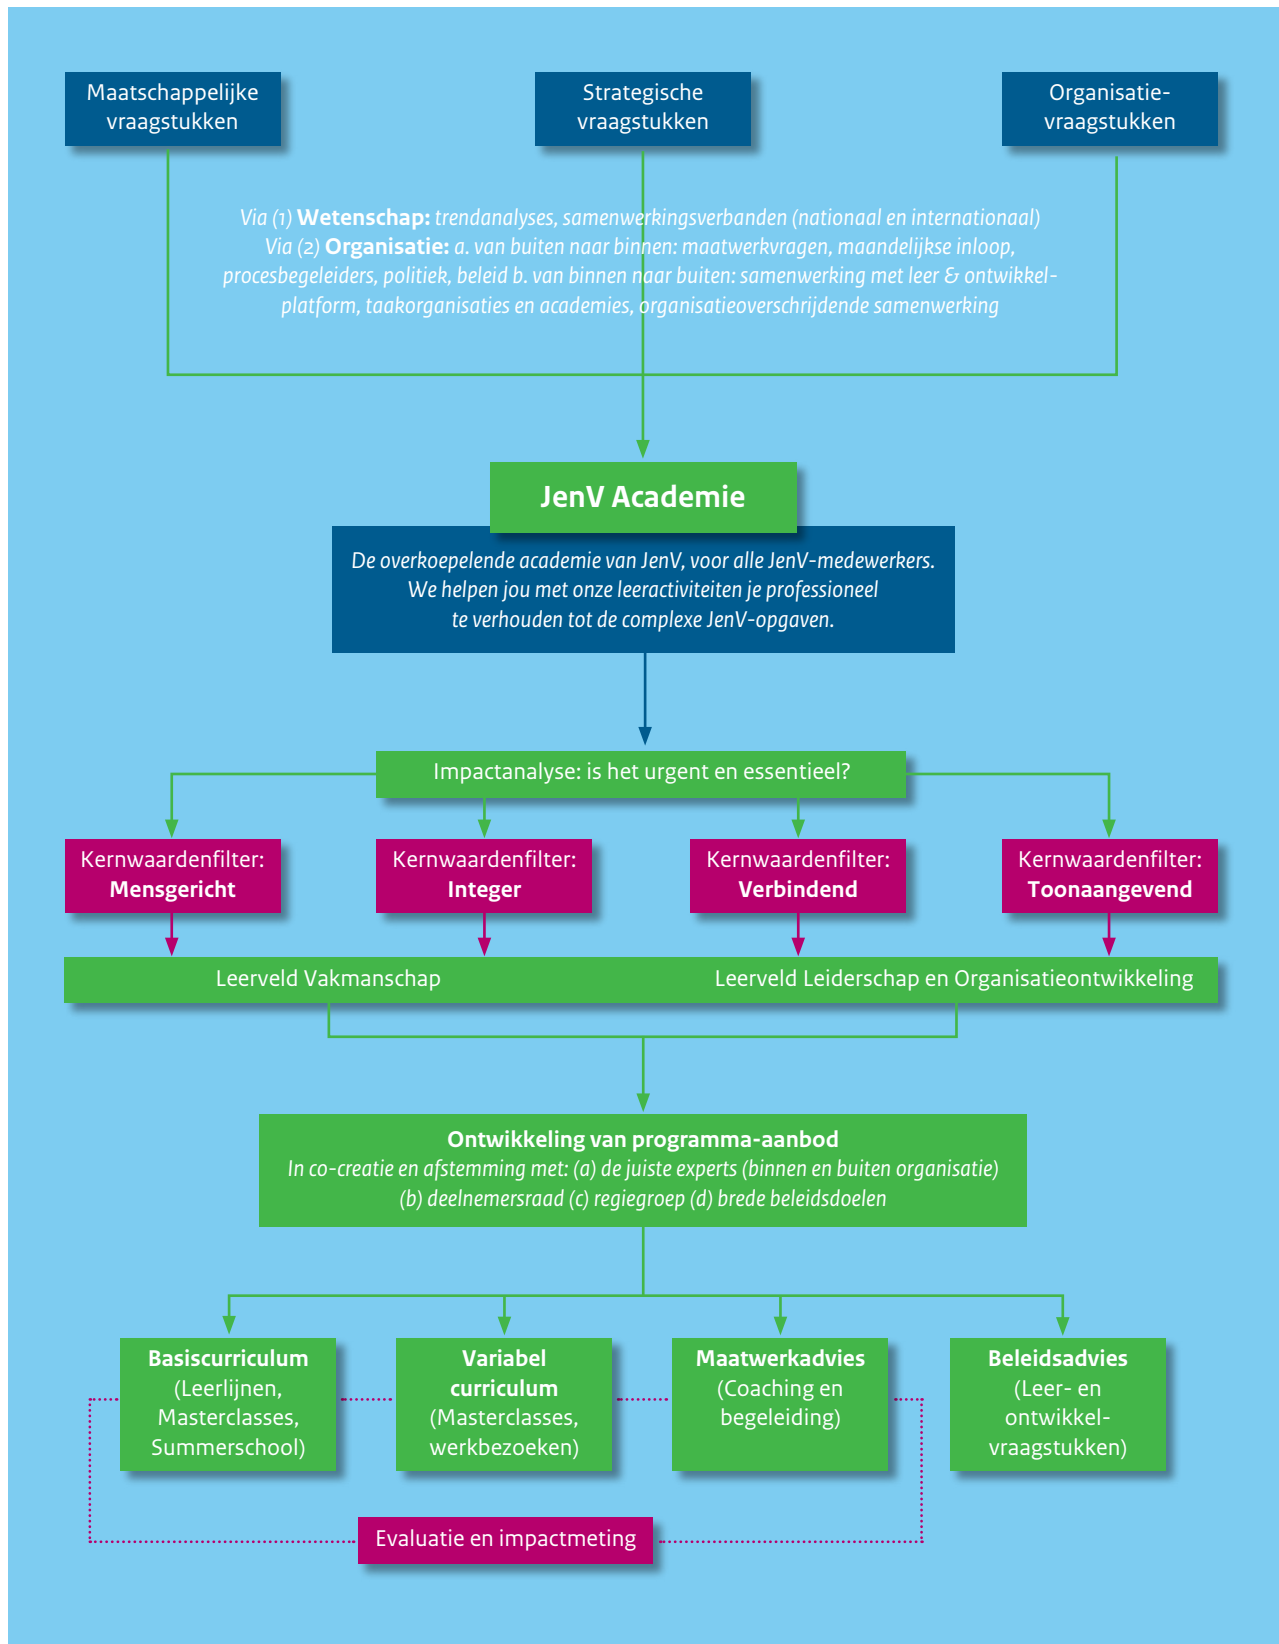 Maatschappelijke
vraagstukken
Strategische
vraagstukken
Organisatie-
vraagstukken
Via (1) Wetenschap: trendanalyses, samenwerkingsverbanden (nationaal en internationaal)
Via (2) Organisatie: a. van buiten naar binnen: maatwerkvragen, maandelijkse inloop,
procesbegeleiders, politiek, beleid b. van binnen naar buiten: samenwerking met leer & ontwikkel-
platform, taakorganisaties en academies, organisatieoverschrijdende samenwerking
JenV Academie
De overkoepelende academie van JenV, voor alle JenV-medewerkers.
We helpen jou met onze leeractiviteiten je professioneel
te verhouden tot de complexe JenV-opgaven.
Impactanalyse: is het urgent en essentieel?
Kernwaardenfilter:
Mensgericht
Kernwaardenfilter:
Integer
Kernwaardenfilter:
Verbindend
Kernwaardenfilter:
Toonaangevend
Leerveld Vakmanschap
Leerveld Leiderschap en Organisatieontwikkeling
Ontwikkeling van programma-aanbod
In co-creatie en afstemming met: (a) de juiste experts (binnen en buiten organisatie)
(b) deelnemersraad (c) regiegroep (d) brede beleidsdoelen
Basiscurriculum
(Leerlijnen,
Masterclasses,
Summerschool)
Variabel
curriculum
(Masterclasses,
werkbezoeken)
Maatwerkadvies
(Coaching en
begeleiding)
Beleidsadvies
(Leer- en
ontwikkel-
vraagstukken)
Evaluatie en impactmeting